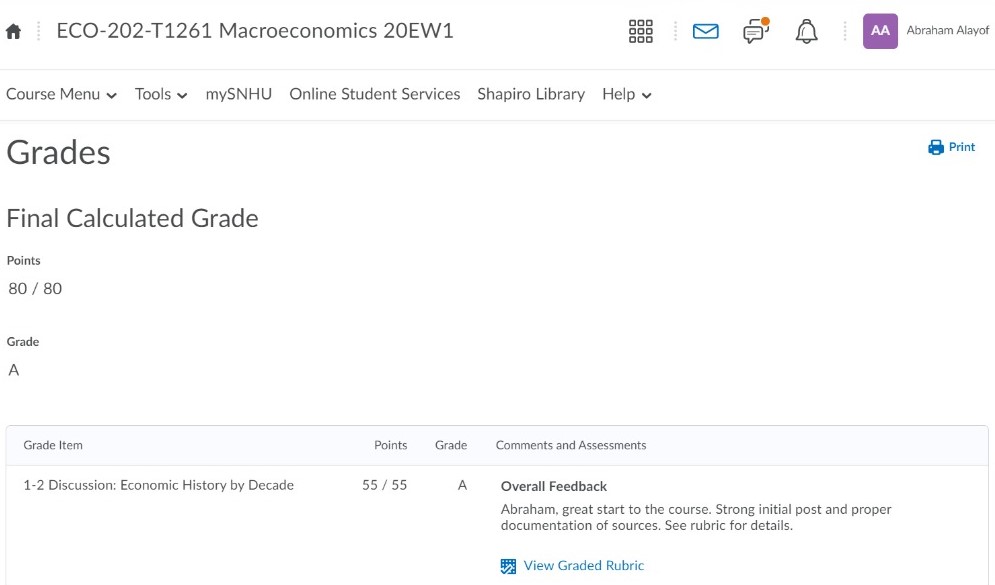 ECO-202-T1261 Macroeconomics 20EW1
AA
Abraham Alayof
Course Menu
Tools
mySNHU
Online Student Services
Shapiro Library
Help
Grades
Print
Final Calculated Grade
Points
80 / 80
Grade
A
Grade Item
Points
Grade
Comments and Assessments
1-2 Discussion: Economic History by Decade
55 / 55
A
Overall Feedback
Abraham, great start to the course. Strong initial post and proper
documentation of sources. See rubric for details.
View Graded Rubric